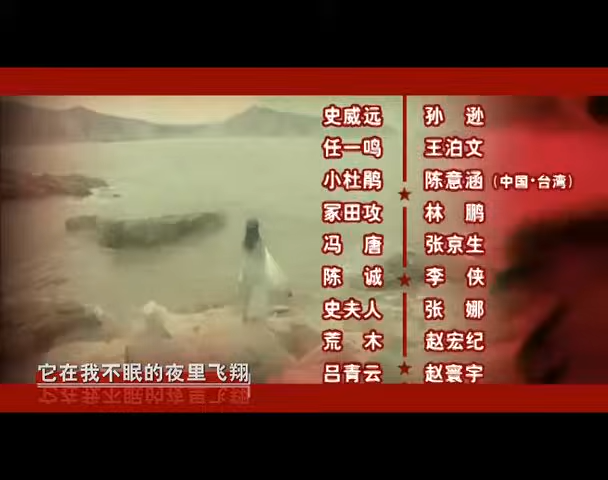 史威远 孙 逊
任一鸣 王泊文
小杜鹃 陈意涵(中国·台湾)
冢田攻 林 鹏
冯 唐 张京生
陈 诚 李 侠
史夫人 张 娜
荒 木 赵宏纪
吕青云 赵寰宇
它在我不眠的夜里飞翔